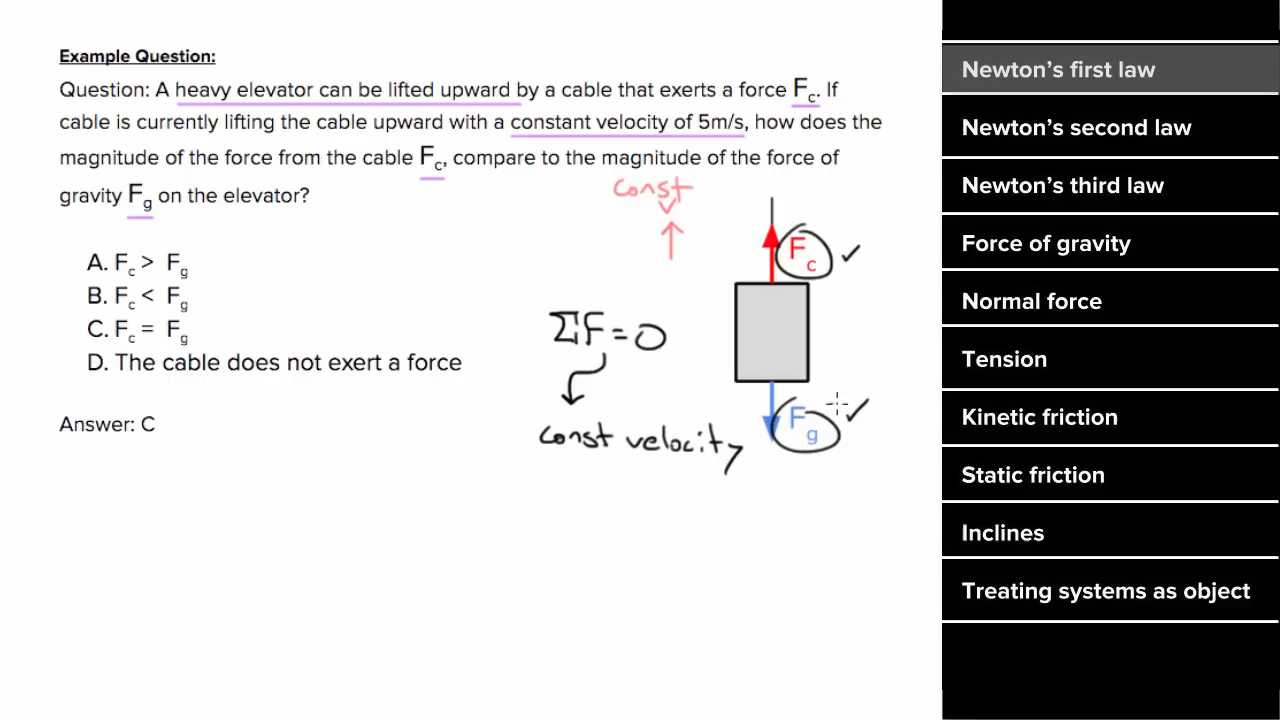 Example Question:
Question: A heavy elevator can be lifted upward by a cable that exerts a force Fc. If
cable is currently lifting the cable upward with a constant velocity of 5m/s, how does the
magnitude of the force from the cable Fc, compare to the magnitude of the force of
gravity Fg on the elevator?
const
v
A. Fc > Fg
B. Fc < Fg
C. Fc = Fg
D. The cable does not exert a force
Answer: C
Fc ✓
ΣF = 0
Fg ✓
const velocity
Newton's first law
Newton's second law
Newton's third law
Force of gravity
Normal force
Tension
Kinetic friction
Static friction
Inclines
Treating systems as object